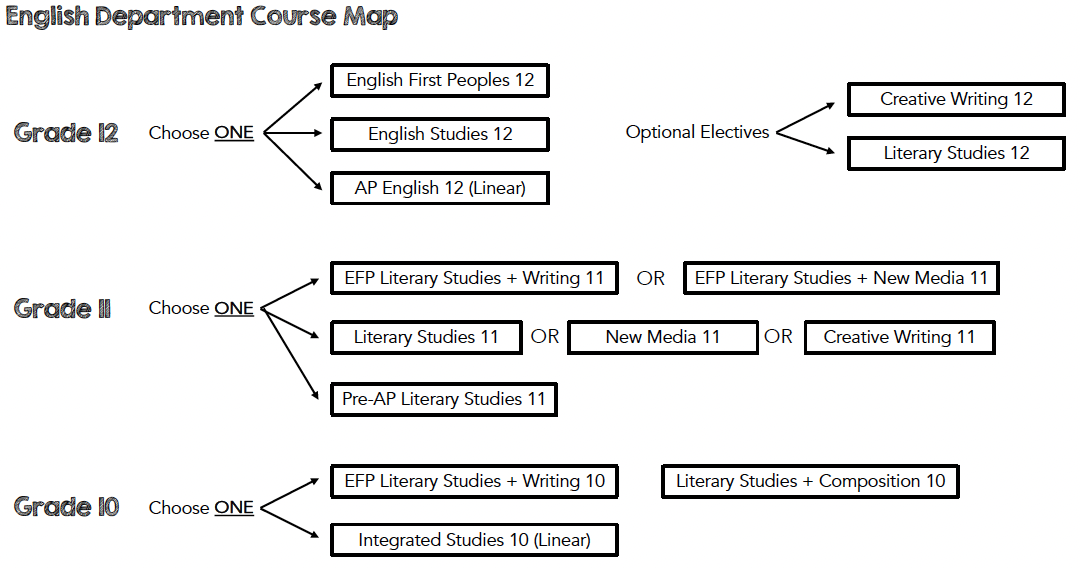 English Department Course Map
English First Peoples 12
Grade 12 Choose ONE English Studies 12
AP English 12 (Linear)
Optional Electives
Creative Writing 12
Literary Studies 12
EFP Literary Studies + Writing 11 OR EFP Literary Studies + New Media 11
Grade 11 Choose ONE
Literary Studies 11 OR New Media 11 OR Creative Writing 11
Pre-AP Literary Studies 11
EFP Literary Studies + Writing 10 Literary Studies + Composition 10
Grade 10 Choose ONE
Integrated Studies 10 (Linear)